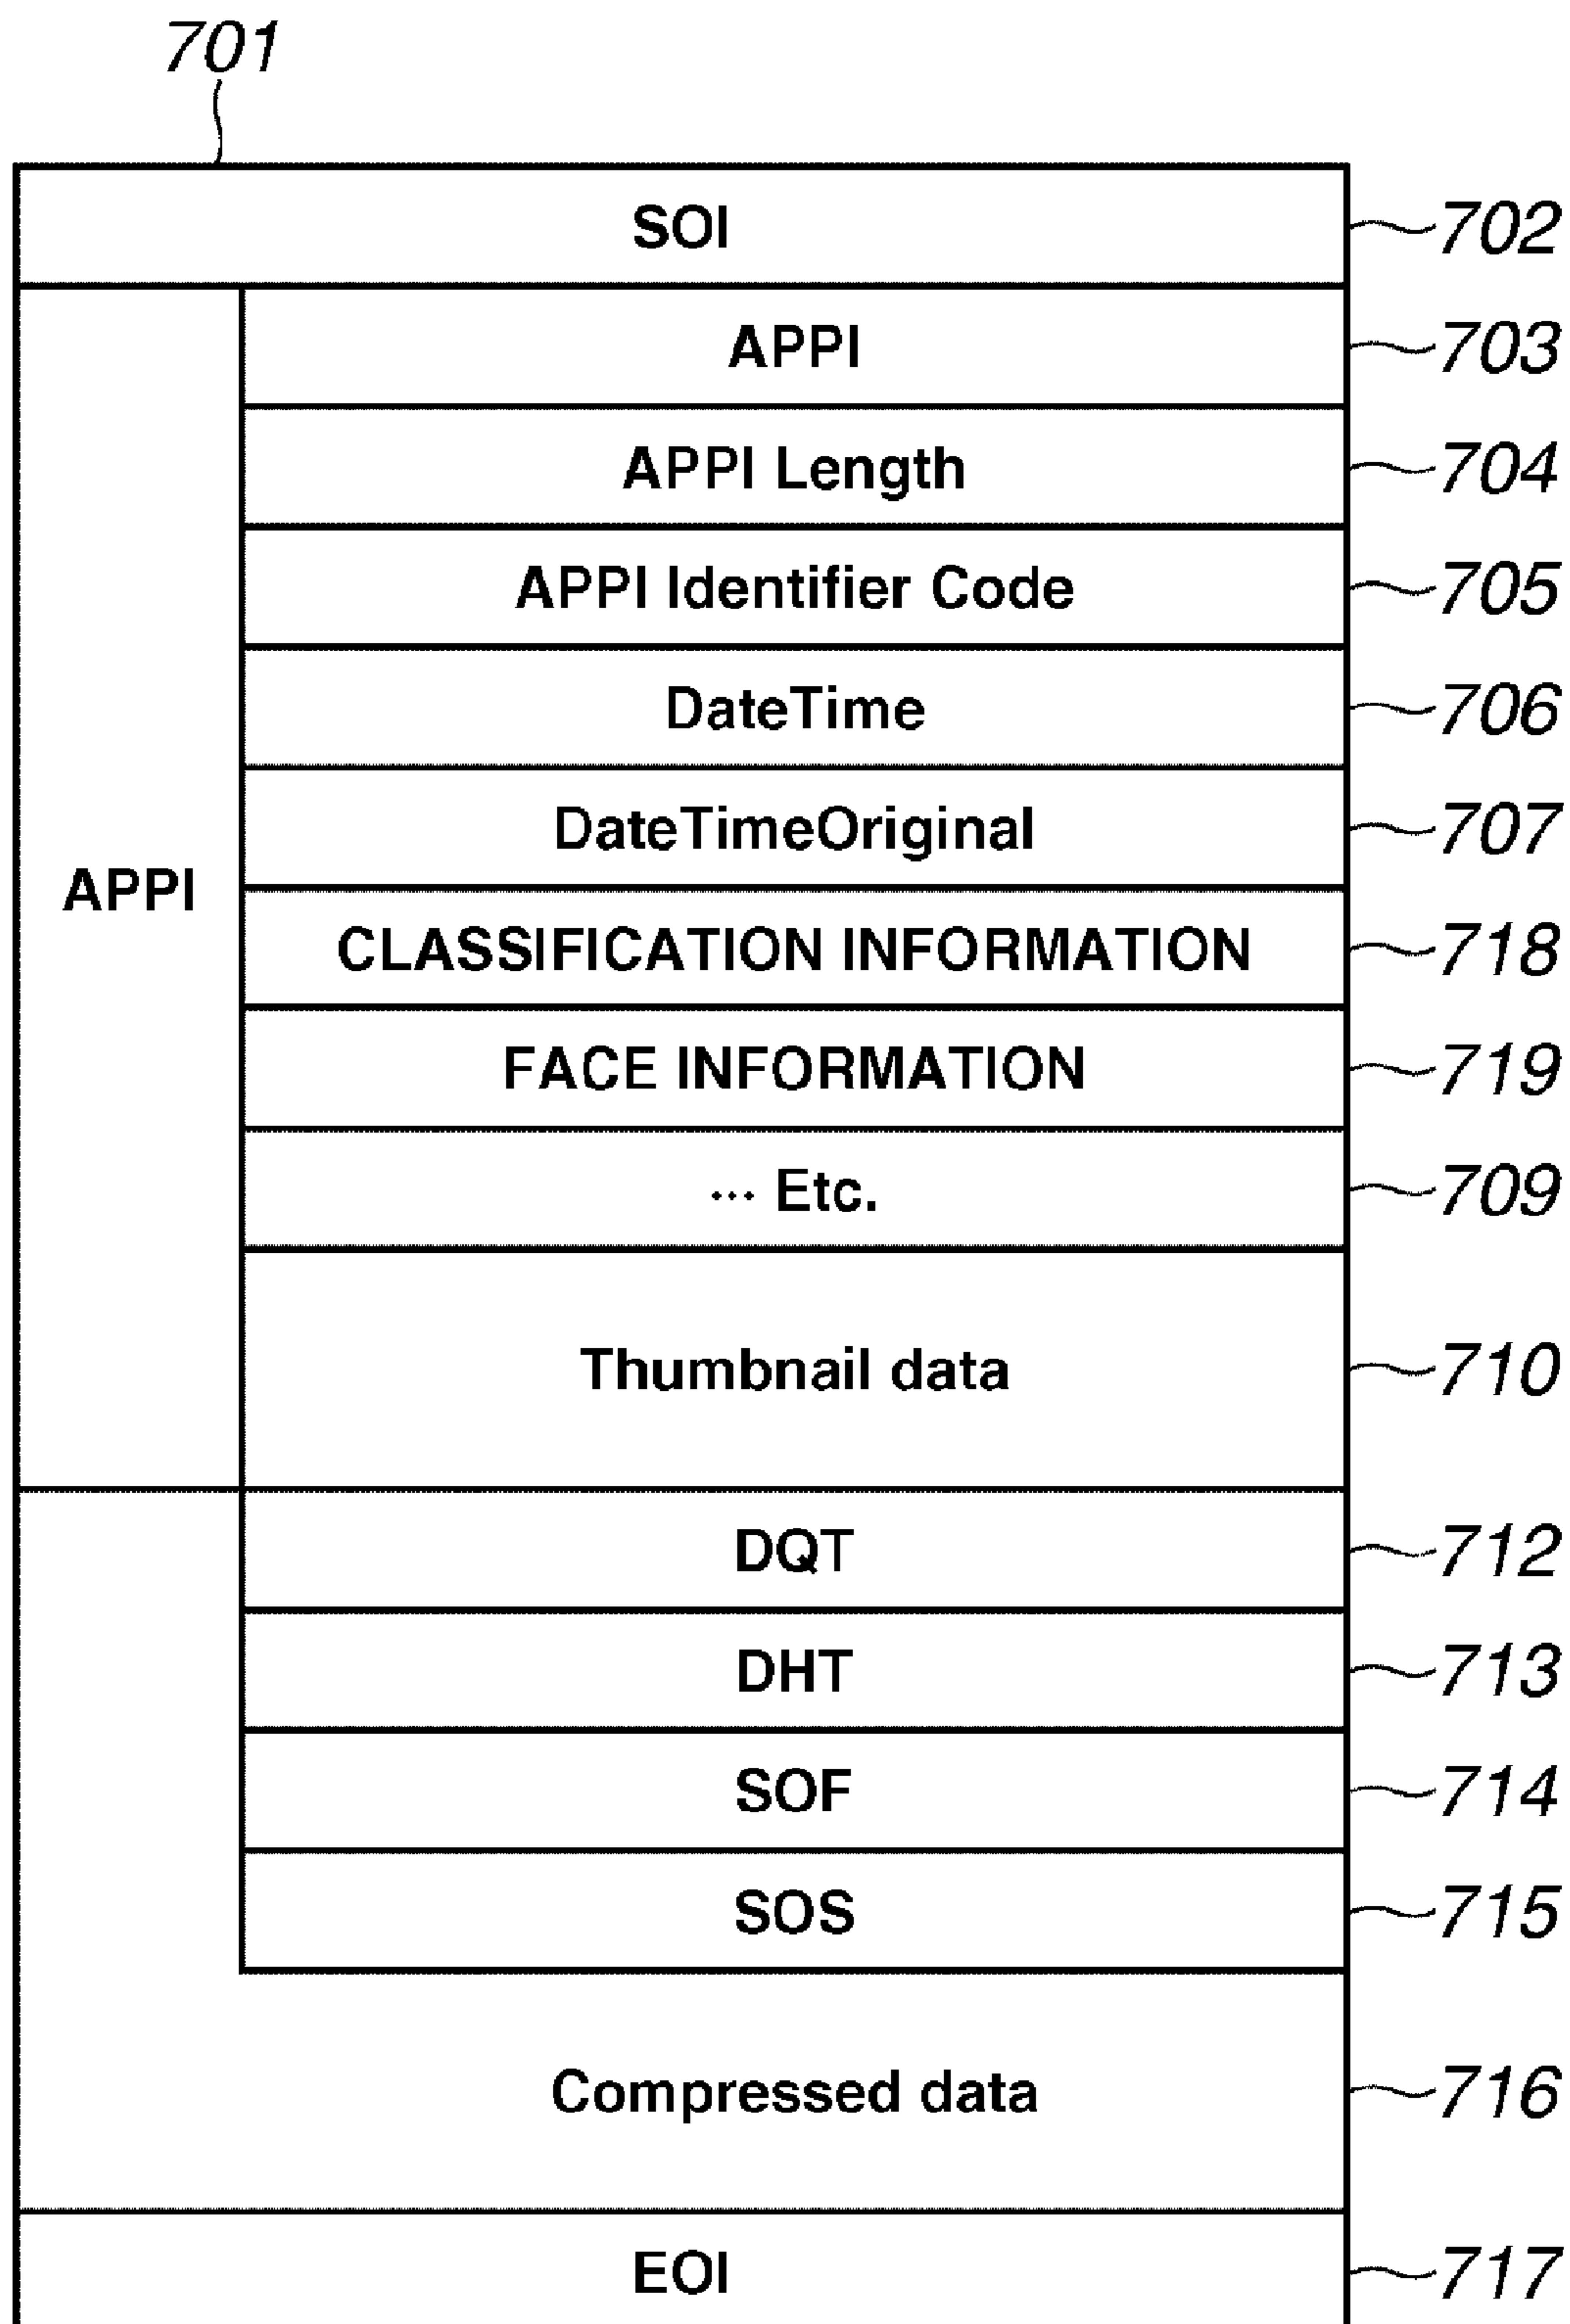 701
SOI 702
APPI 703
APPI Length 704
APPI Identifier Code 705
DateTime 706
DateTimeOriginal 707
APPI
CLASSIFICATION INFORMATION 718
FACE INFORMATION 719
... Etc. 709
Thumbnail data 710
DQT 712
DHT 713
SOF 714
SOS 715
Compressed data 716
EOI 717